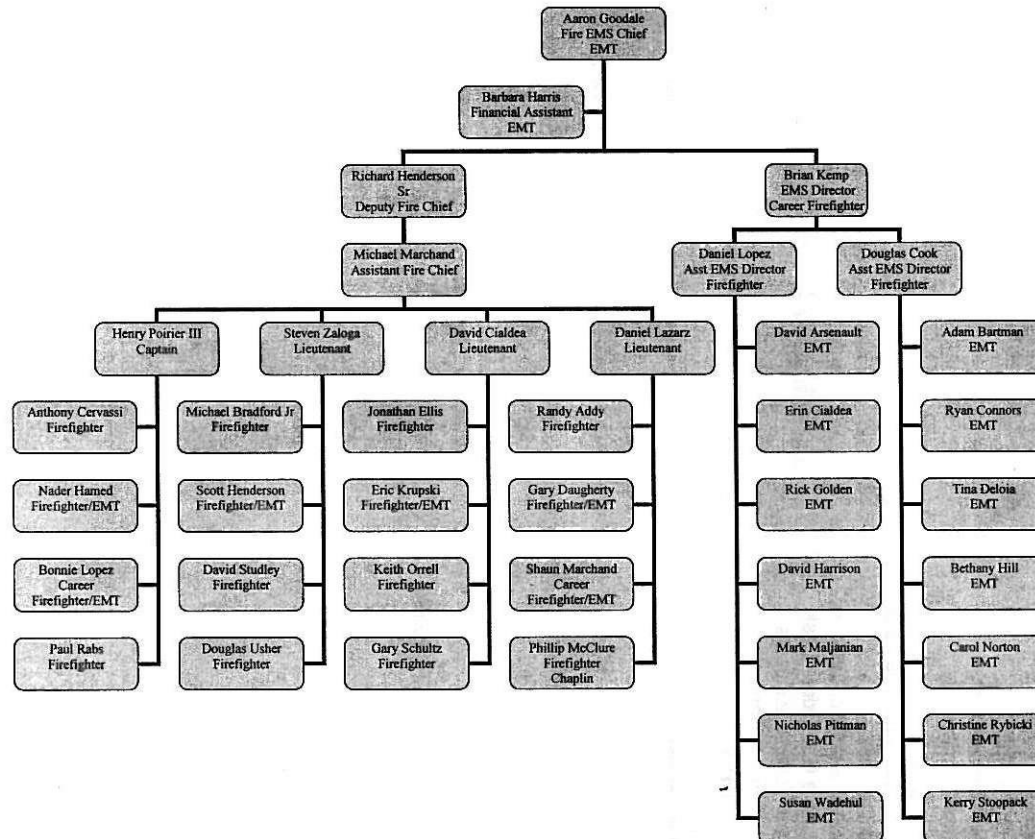 Aaron Goodale
Fire EMS Chief
EMT
Barbara Harris
Financial Assistant
EMT
Richard Henderson
Sr
Deputy Fire Chief
Brian Kemp
EMS Director
Career Firefighter
Michael Marchand
Assistant Fire Chief
Daniel Lopez
Asst EMS Director
Firefighter
Douglas Cook
Asst EMS Director
Firefighter
Henry Poirier III
Captain
Steven Zaloga
Lieutenant
David Cialdea
Lieutenant
Daniel Lazarz
Lieutenant
Anthony Cervassi
Firefighter
Nader Hamed
Firefighter/EMT
Bonnie Lopez
Career
Firefighter/EMT
Paul Rabs
Firefighter
Michael Bradford Jr
Firefighter
Scott Henderson
Firefighter/EMT
David Studley
Firefighter
Douglas Usher
Firefighter
Jonathan Ellis
Firefighter
Eric Krupski
Firefighter/EMT
Keith Orrell
Firefighter
Gary Schultz
Firefighter
Randy Addy
Firefighter
Gary Daugherty
Firefighter/EMT
Shaun Marchand
Career
Firefighter/EMT
Phillip McClure
Firefighter
Chaplin
David Arsenault
EMT
Erin Cialdea
EMT
Rick Golden
EMT
David Harrison
EMT
Mark Maljanian
EMT
Nicholas Pittman
EMT
Susan Wadehul
EMT
Adam Bartman
EMT
Ryan Connors
EMT
Tina Deloia
EMT
Bethany Hill
EMT
Carol Norton
EMT
Christine Rybicki
EMT
Kerry Stoopack
EMT